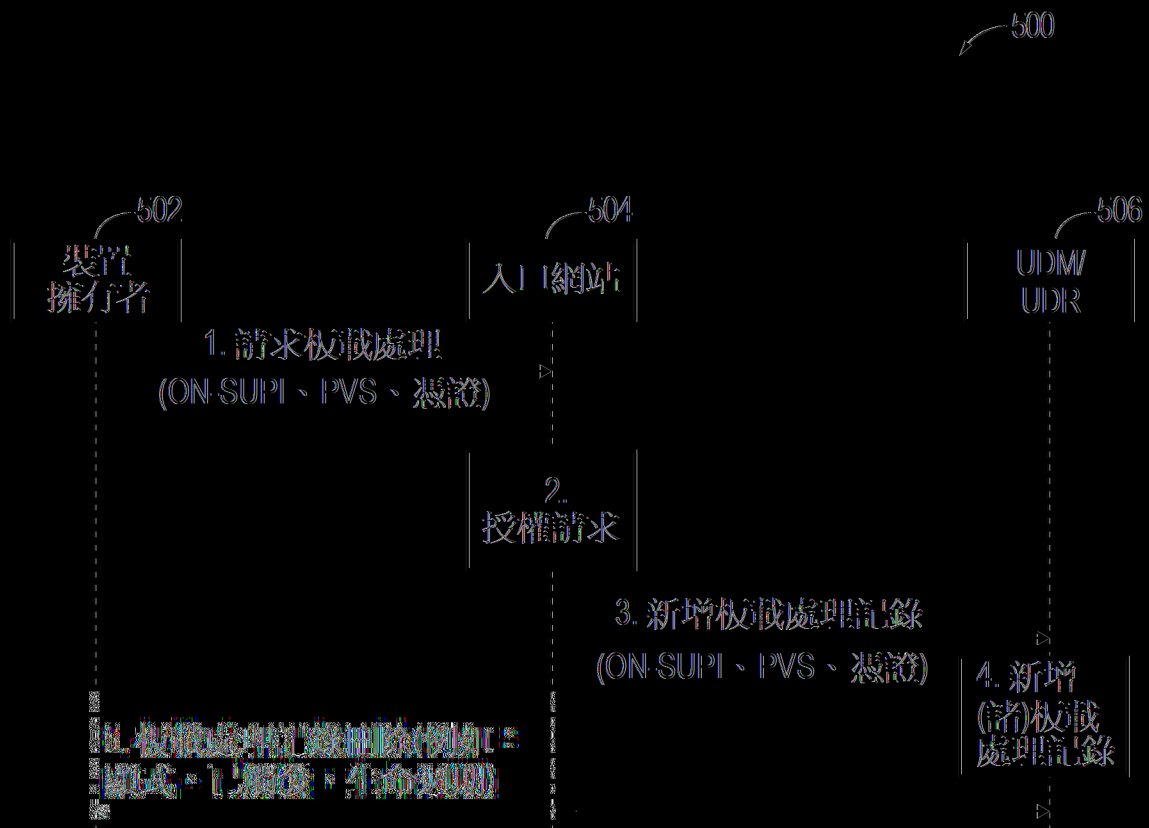 500
502
504
506
裝置
擁有者
入口網站
UDM/
UDR
1. 請求板載處理
(ON-SUPI、PVS、憑證)
2.
授權請求
3. 新增板載處理記錄
(ON-SUPI、PVS、憑證)
4. 新增
(諸)板載
處理記錄